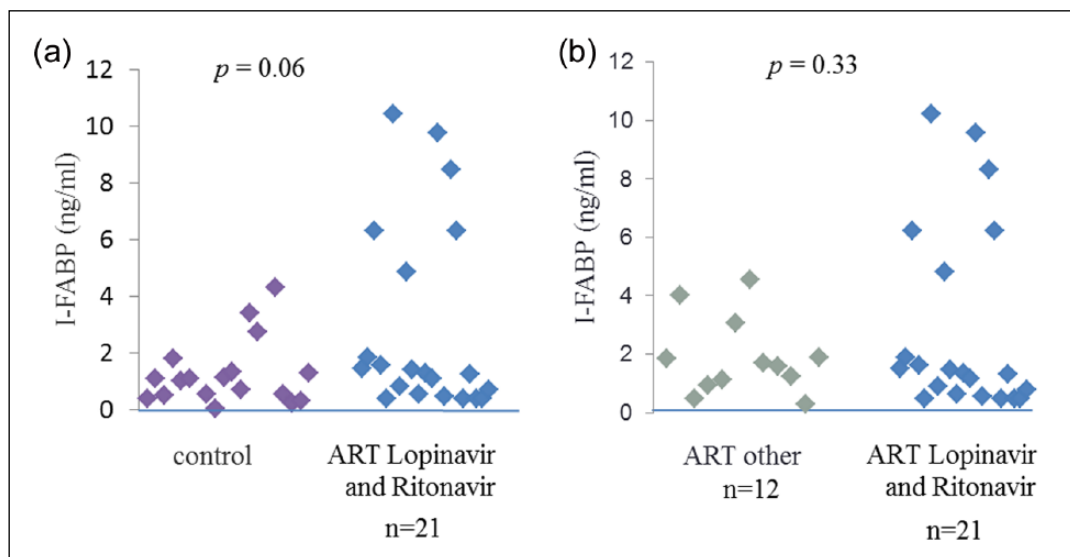 (a)
p = 0.06
12
10
8
6
4
2
0
I-FABP (ng/ml)
control
ART Lopinavir
and Ritonavir
n=21
(b)
p = 0.33
12
10
8
6
4
2
0
I-FABP (ng/ml)
ART other
n=12
ART Lopinavir
and Ritonavir
n=21